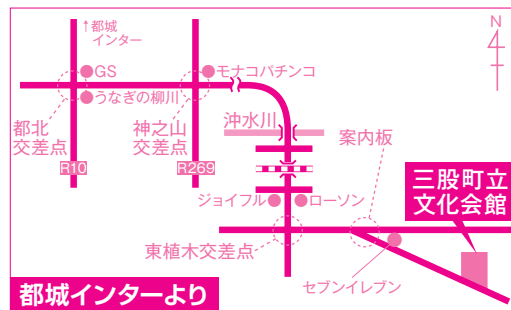 ↑都城
インター
N
GS
モナコパチンコ
うなぎの柳川
都北
交差点
神之山
交差点
沖水川
案内板
R10
R269
三股町立
文化会館
ジョイフル
ローソン
東植木交差点
セブンイレブン
都城インターより